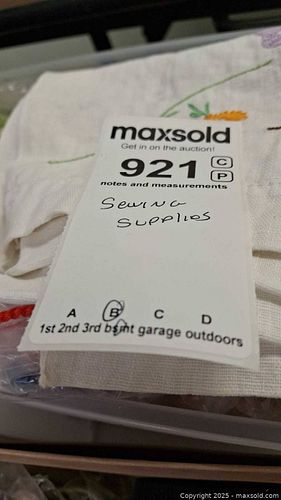 maxsold
Get in on the auction!
921 C
P
notes and measurements
SEWING
SUPPLIES
A B C D
1st 2nd 3rd bsmt garage outdoors
Copyright 2025 - maxsold.com